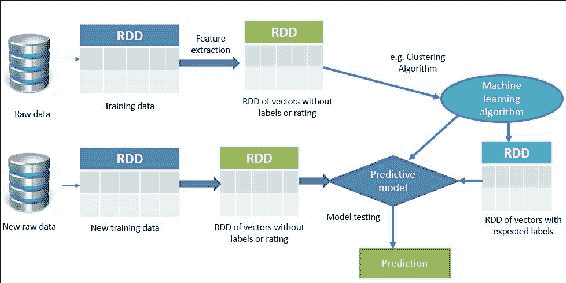 RDD
Feature
extraction
RDD
e.g. Clustering
Algorithm
Raw data
Training data
RDD of vectors without
labels or rating
Machine
learning
algorithm
RDD
RDD
Predictive
model
RDD
New raw data
New training data
RDD of vectors without
labels or rating
Model testing
RDD of vectors with
expected labels
Prediction